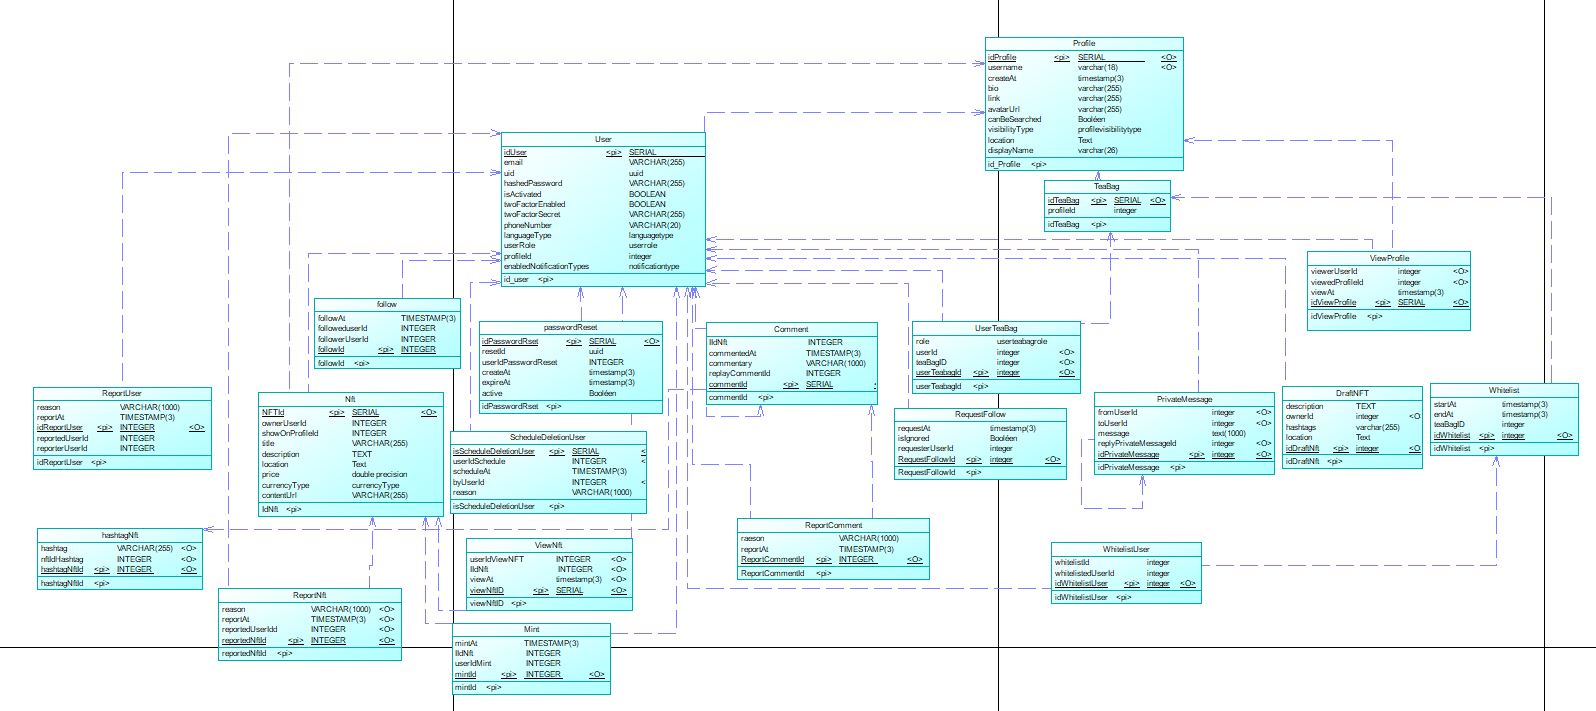 Profile
idProfile <pi> SERIAL <O>
username varchar(18) <O>
createAt timestamp(3)
bio varchar(255)
link varchar(255)
avatarUrl varchar(255)
canBeSearched Booléen
visibilityType profilevisibilitytype
location Text
displayName varchar(26)
id_Profile <pi>
User
idUser <pi> SERIAL
email VARCHAR(255)
uid uuid
hashedPassword VARCHAR(255)
isActivated BOOLEAN
twoFactorEnabled BOOLEAN
twoFactorSecret VARCHAR(255)
phoneNumber VARCHAR(20)
languageType languagetype
userRole userrole
profileId integer
enabledNotificationTypes notificationtype
id_user <pi>
TeaBag
idTeaBag <pi> SERIAL <O>
profileId integer
idTeaBag <pi>
ViewProfile
viewerUserId integer <O>
viewedProfileId integer <O>
viewAt timestamp(3)
idViewProfile <pi> SERIAL <O>
idViewProfile <pi>
follow
followAt TIMESTAMP(3)
followeduserId INTEGER
followerUserId INTEGER
followId <pi> INTEGER
followId <pi>
passwordReset
idPasswordRset <pi> SERIAL <O>
resetId uuid
userIdPasswordReset INTEGER
createAt timestamp(3)
expireAt timestamp(3)
active Booléen
idPasswordRset <pi>
Comment
IIdNft INTEGER
commentedAt TIMESTAMP(3)
commentary VARCHAR(1000)
replayCommentId INTEGER
commentId <pi> SERIAL
commentId <pi>
UserTeaBag
role userteabagrole
userId integer <O>
teaBagID integer <O>
userTeabagId <pi> integer <O>
userTeabagId <pi>
ReportUser
reason VARCHAR(1000)
reportAt TIMESTAMP(3)
idReportUser <pi> INTEGER <O>
reportedUserId INTEGER
reporterUserId INTEGER
idReportUser <pi>
Nft
NFTId <pi> SERIAL <O>
ownerUserId INTEGER
showOnProfileId INTEGER
title VARCHAR(255)
description TEXT
location Text
price double precision
currencyType currencyType
contentUrl VARCHAR(255)
IdNft <pi>
ScheduleDeletionUser
isScheduleDeletionUser <pi> SERIAL <
userIdSchedule INTEGER <
scheduleAt TIMESTAMP(3)
byUserId INTEGER <
reason VARCHAR(1000)
isScheduleDeletionUser <pi>
RequestFollow
requestAt timestamp(3)
isIgnored Booléen
requesterUserId integer
RequestFollowId <pi> integer <O>
RequestFollowId <pi>
PrivateMessage
fromUserId integer <O>
toUserId integer <O>
message text(1000)
replyPrivateMessageId integer <O>
idPrivateMessage <pi> integer <O>
idPrivateMessage <pi>
DraftNFT
description TEXT
ownerId integer <O
hashtags varchar(255)
location Text
idDraftNft <pi> integer <O
idDraftNft <pi>
Whitelist
startAt timestamp(3)
endAt timestamp(3)
teaBagID integer
idWhitelist <pi> integer <O>
idWhitelist <pi>
hashtagNft
hashtag VARCHAR(255) <O>
nftIdHashtag INTEGER <O>
hashtagNftId <pi> INTEGER <O>
hashtagNftId <pi>
ViewNft
userIdViewNFT INTEGER <O>
IIdNft INTEGER <O>
viewAt timestamp(3) <O>
viewNftID <pi> SERIAL <O>
viewNftID <pi>
ReportComment
raeson VARCHAR(1000)
reportAt TIMESTAMP(3)
ReportCommentId <pi> INTEGER <O>
ReportCommentId <pi>
WhitelistUser
whitelistId integer
whitelistedUserId integer
idWhitelistUser <pi> integer <O>
idWhitelistUser <pi>
ReportNft
reason VARCHAR(1000) <O>
reportAt TIMESTAMP(3) <O>
reportedUserIdd INTEGER <O>
reportedNftId <pi> INTEGER <O>
reportedNftId <pi>
Mint
mintAt TIMESTAMP(3)
IIdNft INTEGER
userIdMint INTEGER
mintId <pi> INTEGER <O>
mintId <pi>